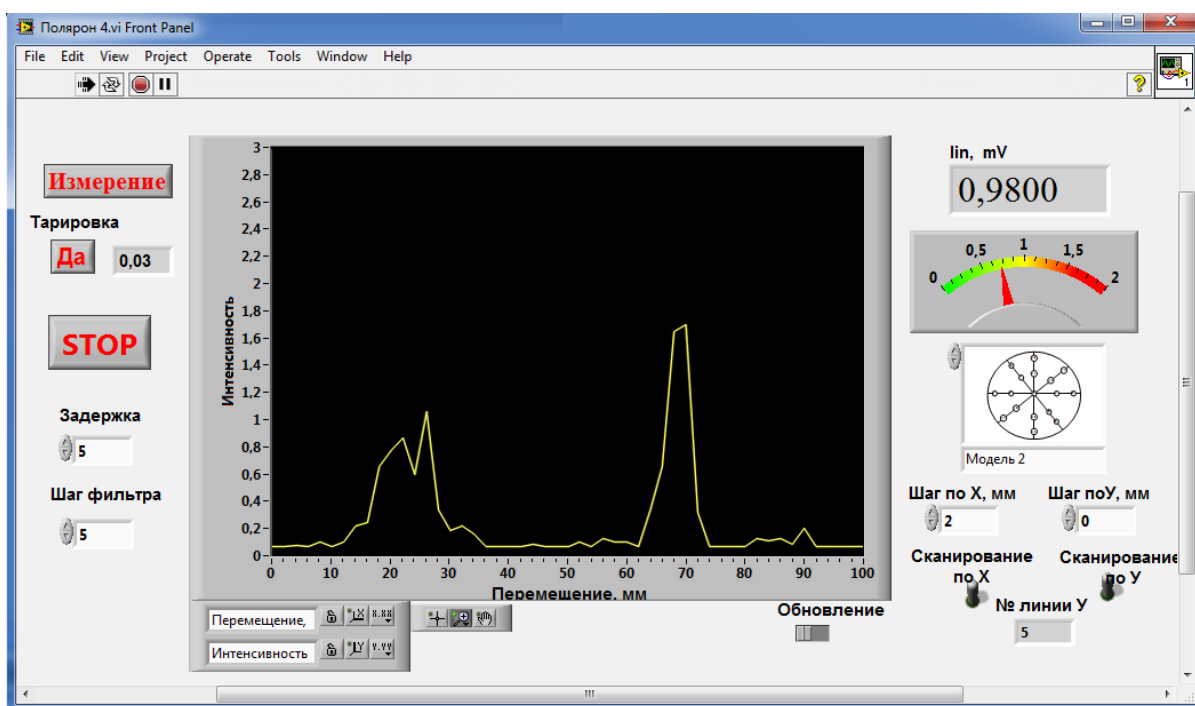 Полярон 4.vi Front Panel
File Edit View Project Operate Tools Window Help
1
Измерение
Тарировка
Да 0,03
STOP
Задержка
5
Шаг фильтра
5
Интенсивность
3
2,8
2,6
2,4
2,2
2
1,8
1,6
1,4
1,2
1
0,8
0,6
0,4
0,2
0
0 10 20 30 40 50 60 70 80 90 100
Перемещение, мм
Перемещение,
Интенсивность
Обновление
Iin, mV
0,9800
0 0,5 1 1,5 2
Модель 2
Шаг по X, мм Шаг поУ, мм
2 0
Сканирование по X
Сканирование по У
№ линии У
5